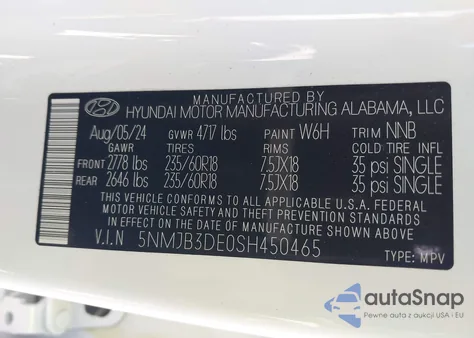 MANUFACTURED BY
HYUNDAI MOTOR MANUFACTURING ALABAMA, LLC
Aug/05/24 GVWR 4717 lbs PAINT W6H TRIM NNB
GAWR TIRES RIMS COLD TIRE INFL
FRONT 2778 lbs 235/60R18 7.5JX18 35 psi SINGLE
REAR 2646 lbs 235/60R18 7.5JX18 35 psi SINGLE
THIS VEHICLE CONFORMS TO ALL APPLICABLE U.S.A. FEDERAL
MOTOR VEHICLE SAFETY AND THEFT PREVENTION STANDARDS
IN EFFECT ON THE DATE OF MANUFACTURE SHOWN ABOVE.
V.I.N 5NMJB3DE0SH450465
TYPE: MPV
autoSnap
Pewne auta z aukcji USA i EU